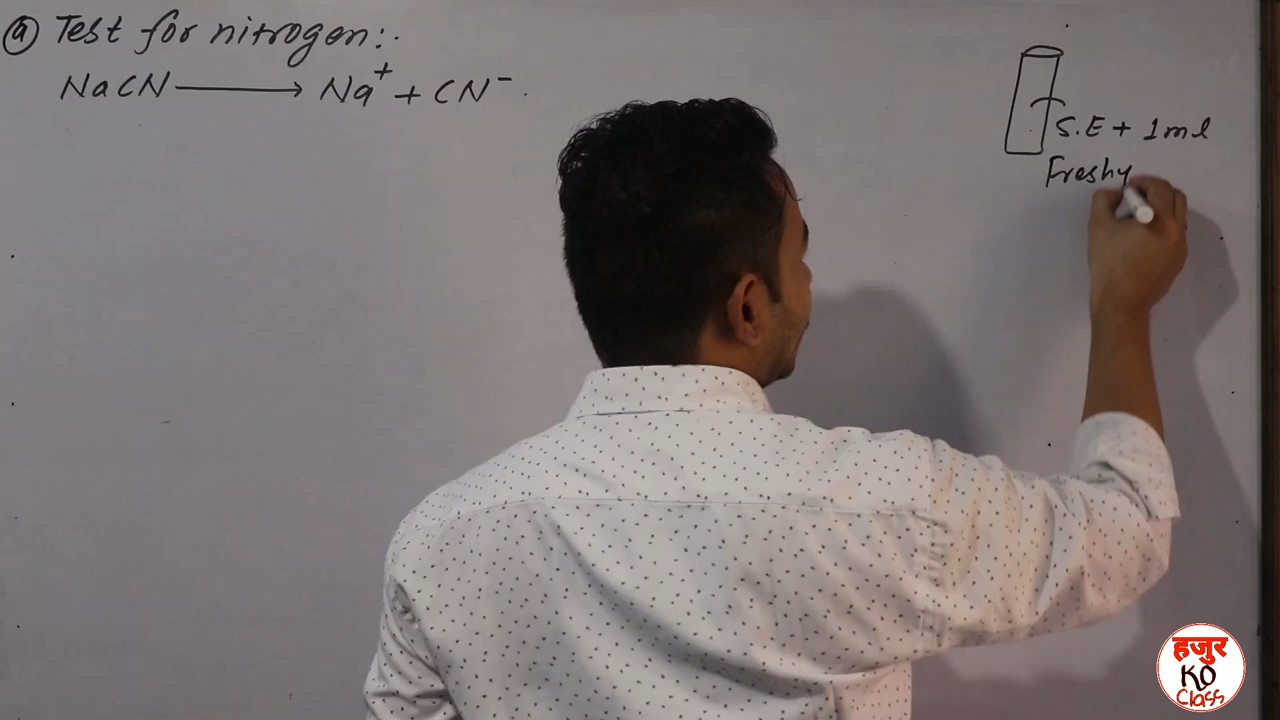 ⓐ Test for nitrogen:-
NaCN ⟶ Na⁺ + CN⁻.
S.E + 1ml
Freshy
हजुर
KO
Class